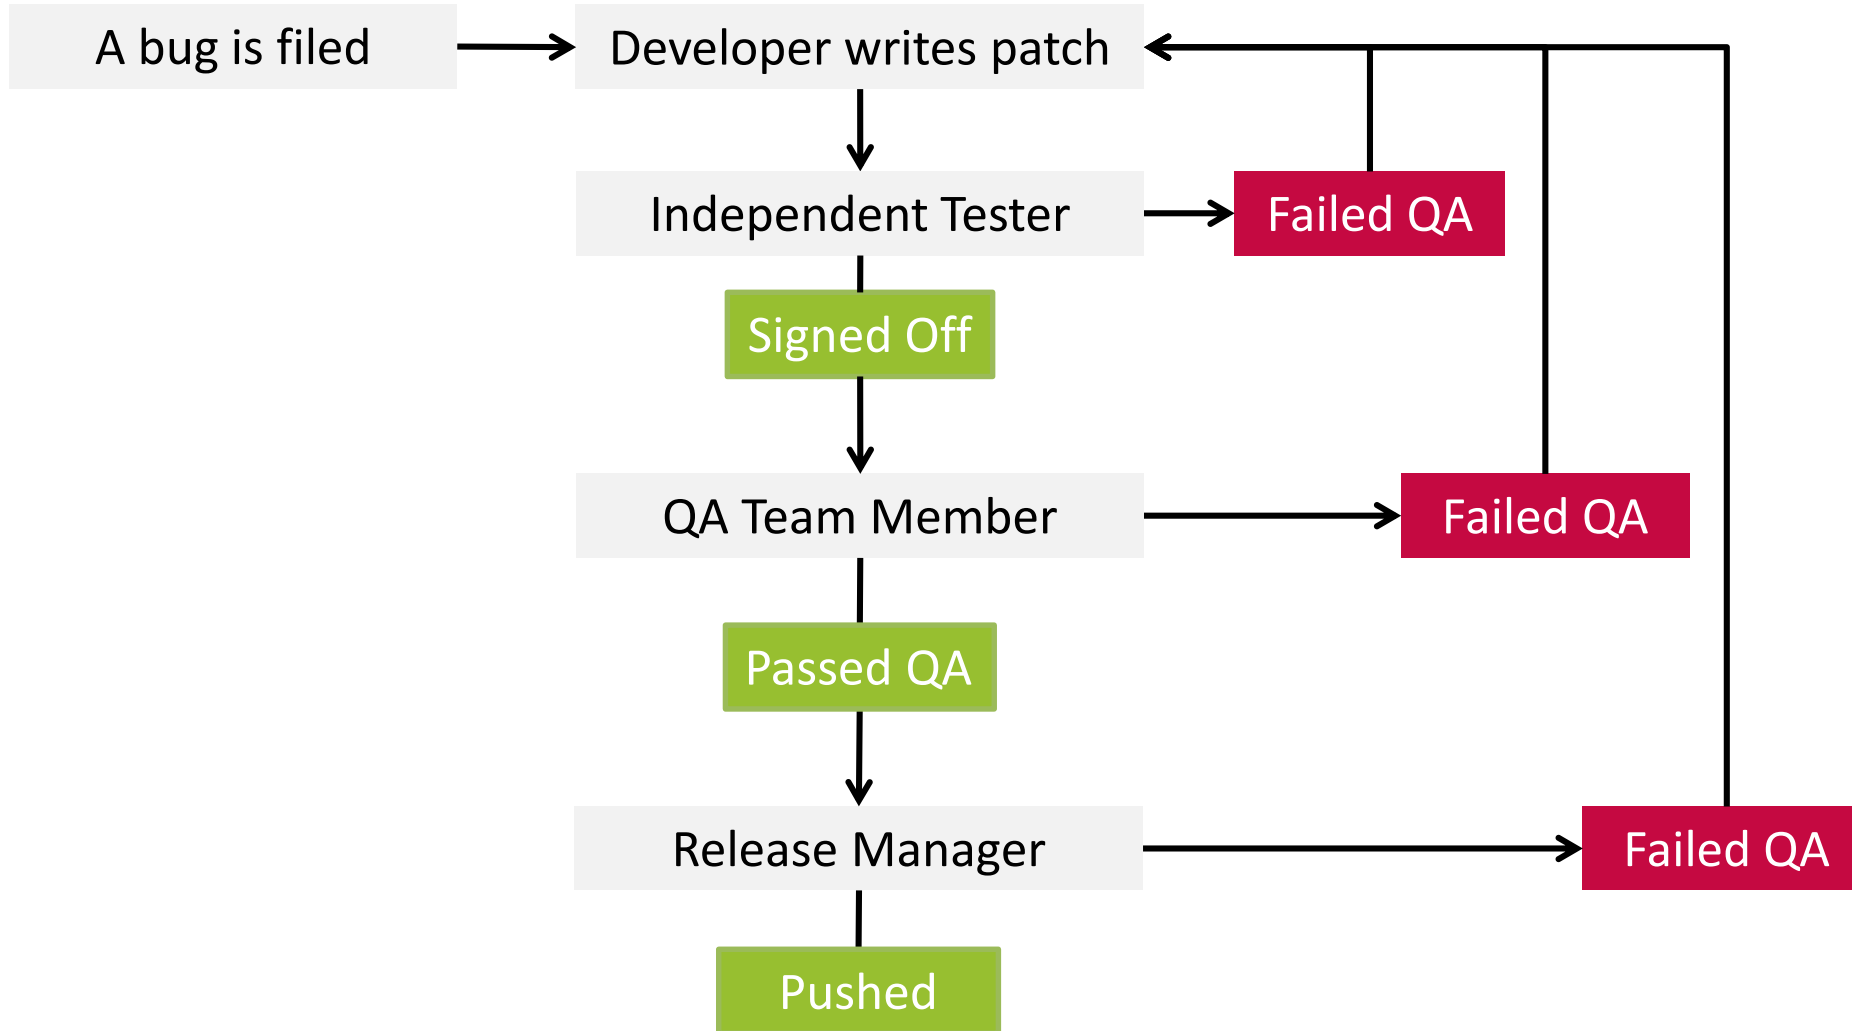 A bug is filed
Developer writes patch
Independent Tester
Failed QA
Signed Off
QA Team Member
Failed QA
Passed QA
Release Manager
Failed QA
Pushed